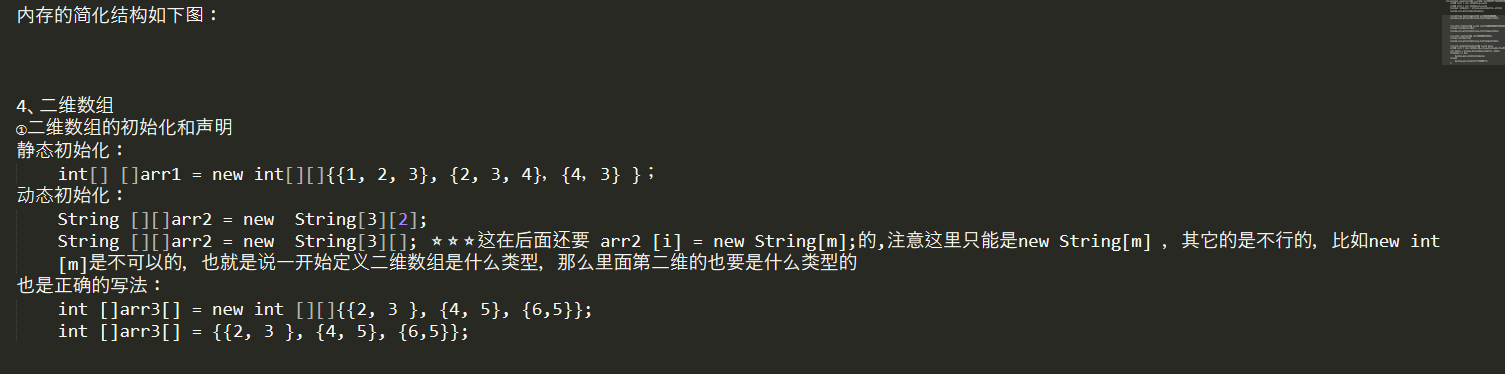 内存的简化结构如下图：
4、二维数组
①二维数组的初始化和声明
静态初始化：
int[] []arr1 = new int[][]{{1, 2, 3}, {2, 3, 4}, {4, 3} }；
动态初始化：
String [][]arr2 = new  String[3][2];
String [][]arr2 = new  String[3][]; ⭐⭐⭐这在后面还要 arr2 [i] = new String[m];的,注意这里只能是new String[m] ，其它的是不行的，比如new int
[m]是不可以的，也就是说一开始定义二维数组是什么类型，那么里面第二维的也要是什么类型的
也是正确的写法：
int []arr3[] = new int [][]{{2, 3 }, {4, 5}, {6,5}};
int []arr3[] = {{2, 3 }, {4, 5}, {6,5}};